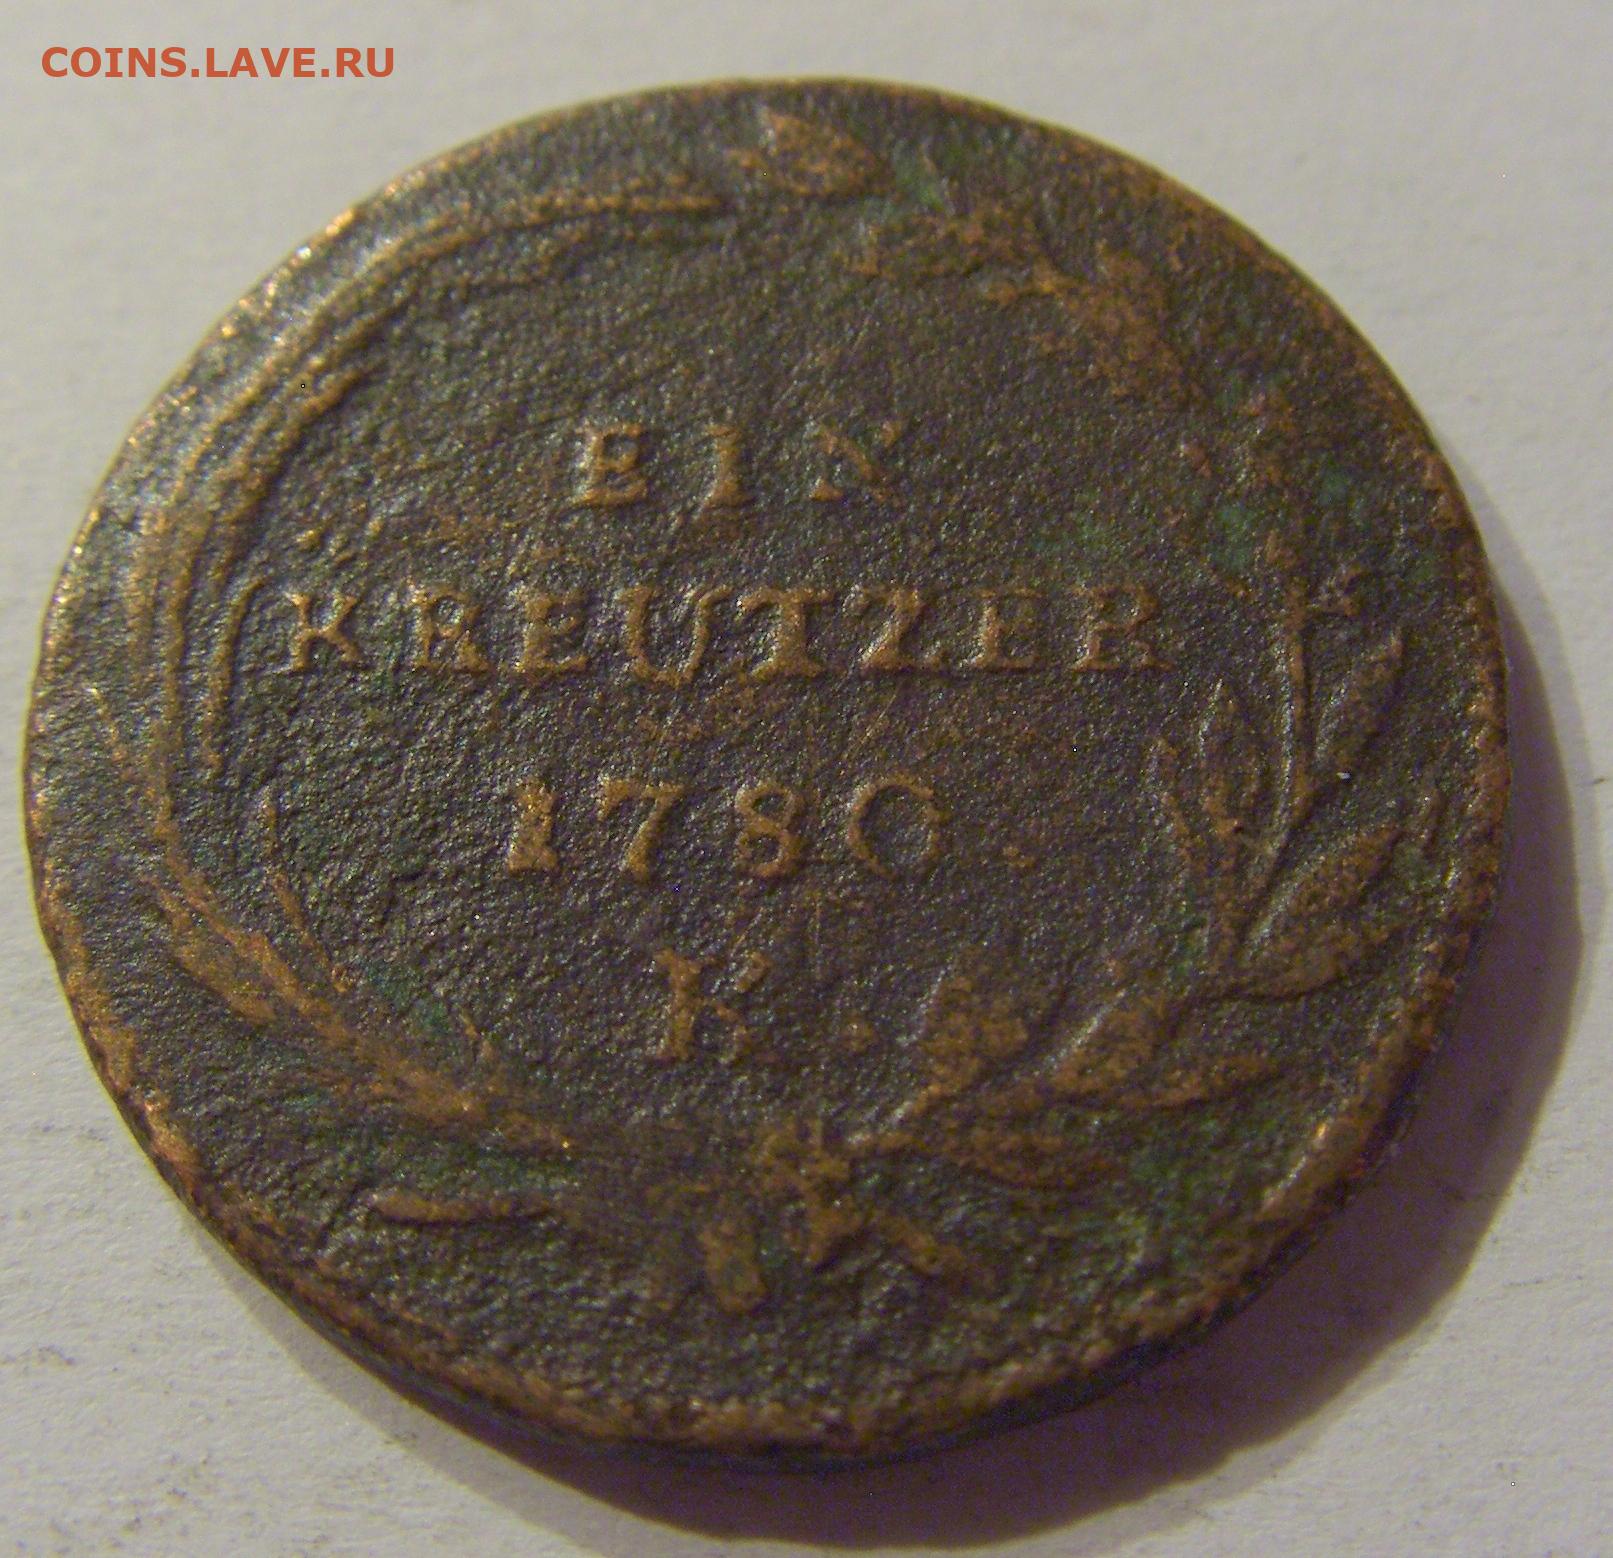 COINS.LAVE.RU
EIN
KREUTZER
1780
K